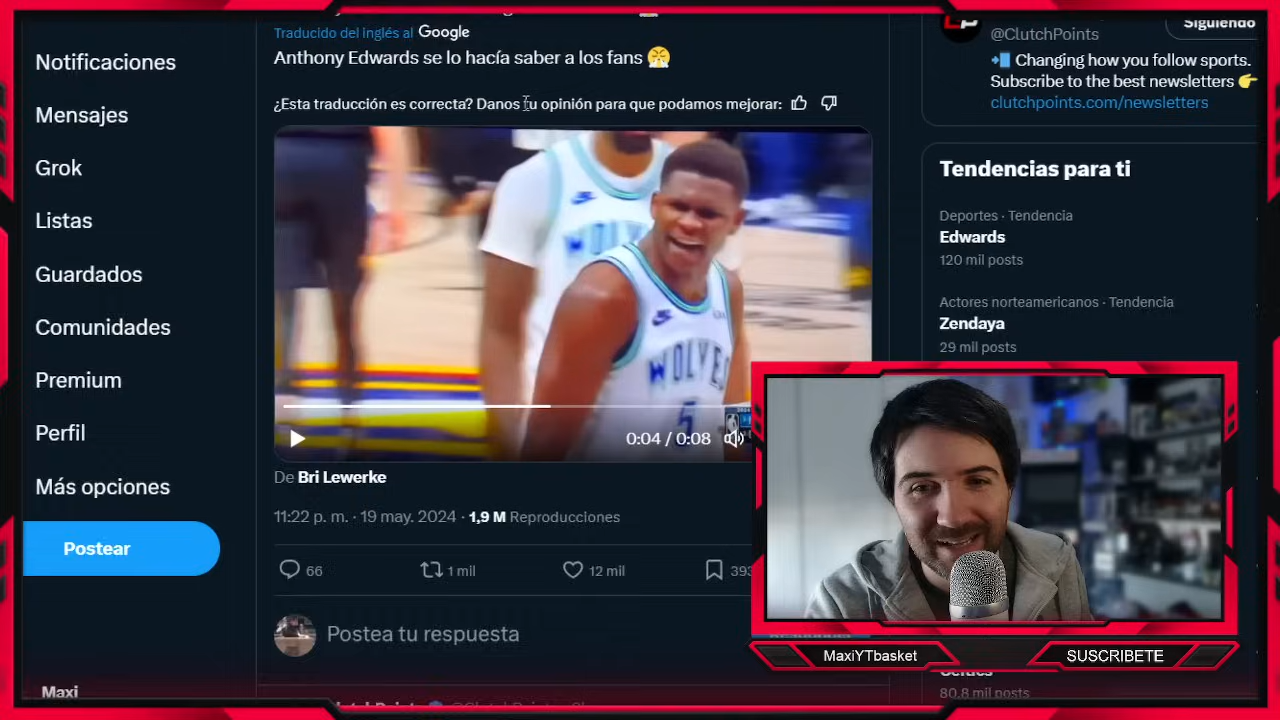 Notificaciones
Mensajes
Grok
Listas
Guardados
Comunidades
Premium
Perfil
Más opciones
Postear
Maxi
Traducido del inglés al Google
Anthony Edwards se lo hacía saber a los fans 😤
¿Esta traducción es correcta? Danos tu opinión para que podamos mejorar:
WOLVES
5
0:04 / 0:08
De Bri Lewerke
11:22 p. m. · 19 may. 2024 · 1,9 M Reproducciones
66
1 mil
12 mil
393
Postea tu respuesta
Siguiendo
@ClutchPoints
📲 Changing how you follow sports.
Subscribe to the best newsletters 👉
clutchpoints.com/newsletters
Tendencias para ti
Deportes · Tendencia
Edwards
120 mil posts
Actores norteamericanos · Tendencia
Zendaya
29 mil posts
MaxiYTbasket
SUSCRIBETE
Celtics
80,8 mil posts